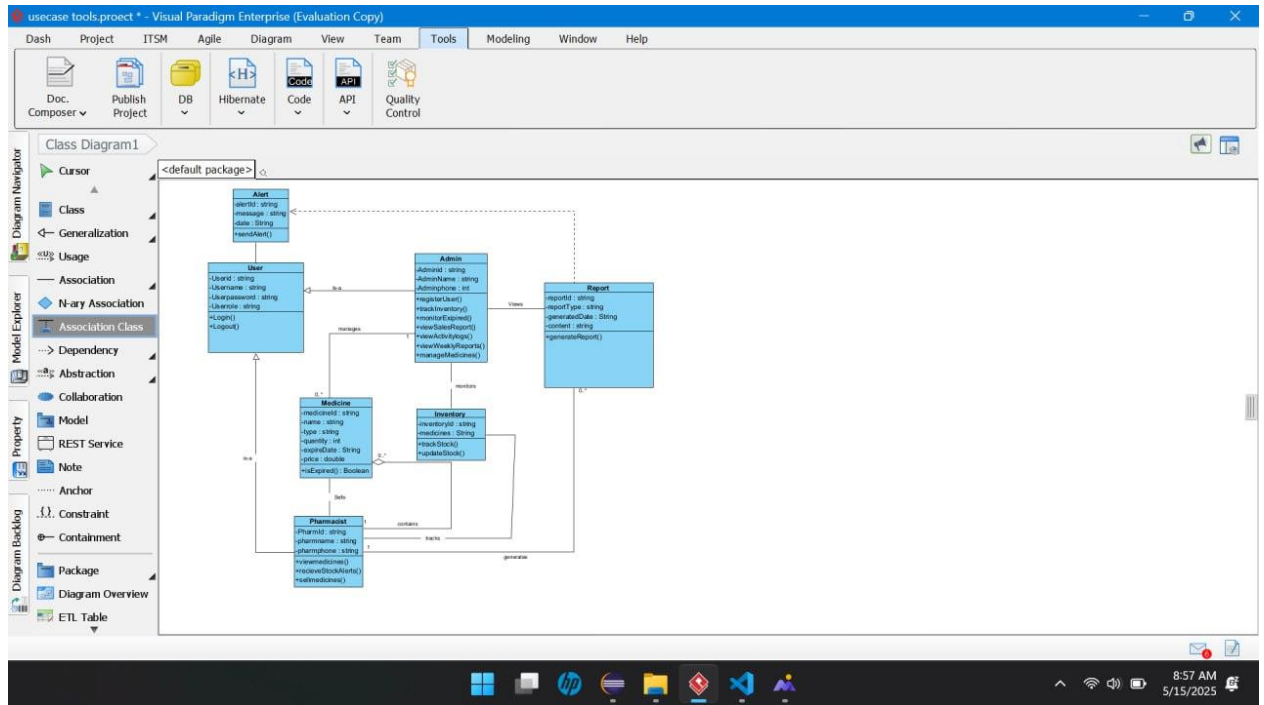 usecase tools.proect * - Visual Paradigm Enterprise (Evaluation Copy)
Dash Project ITSM Agile Diagram View Team Tools Modeling Window Help
Doc. Composer
Publish Project
DB
Hibernate
Code
API
Quality Control
Class Diagram1
<default package>
Diagram Navigator
Model Explorer
Property
Diagram Backlog
Cursor
Class
Generalization
Usage
Association
N-ary Association
Association Class
Dependency
Abstraction
Collaboration
Model
REST Service
Note
Anchor
Constraint
Containment
Package
Diagram Overview
ETL Table
Alert
-alertId : string
-message : string
-date : String
+sendAlert()
User
-Userid : string
-Username : string
-Userpassword : string
-Userrole : string
+Login()
+Logout()
Is-a
Admin
-Adminid : string
-AdminName : string
-Adminphone : int
+registerUser()
+trackInventory()
+monitorExpired()
+viewSalesReport()
+viewActivitylogs()
+viewWeeklyReports()
+manageMedicines()
Views
Report
-reportId : string
-reportType : string
-generatedDate : String
-content : string
+generateReport()
manages
1
0..*
monitors
0..*
Medicine
-medicineId : string
-name : string
-type : string
-quantity : int
-expireDate : String
-price : double
+isExpired() : Boolean
Inventory
-inventoryId : string
-medicines : String
+trackStock()
+updateStock()
0..*
is-a
Sells
Pharmacist
-PharmId : string
-pharmname : string
-pharmphone : string
+viewmedicines()
+recieveStockAlerts()
+sellmedicines()
1
contains
tracks
1
generates
8:57 AM
5/15/2025